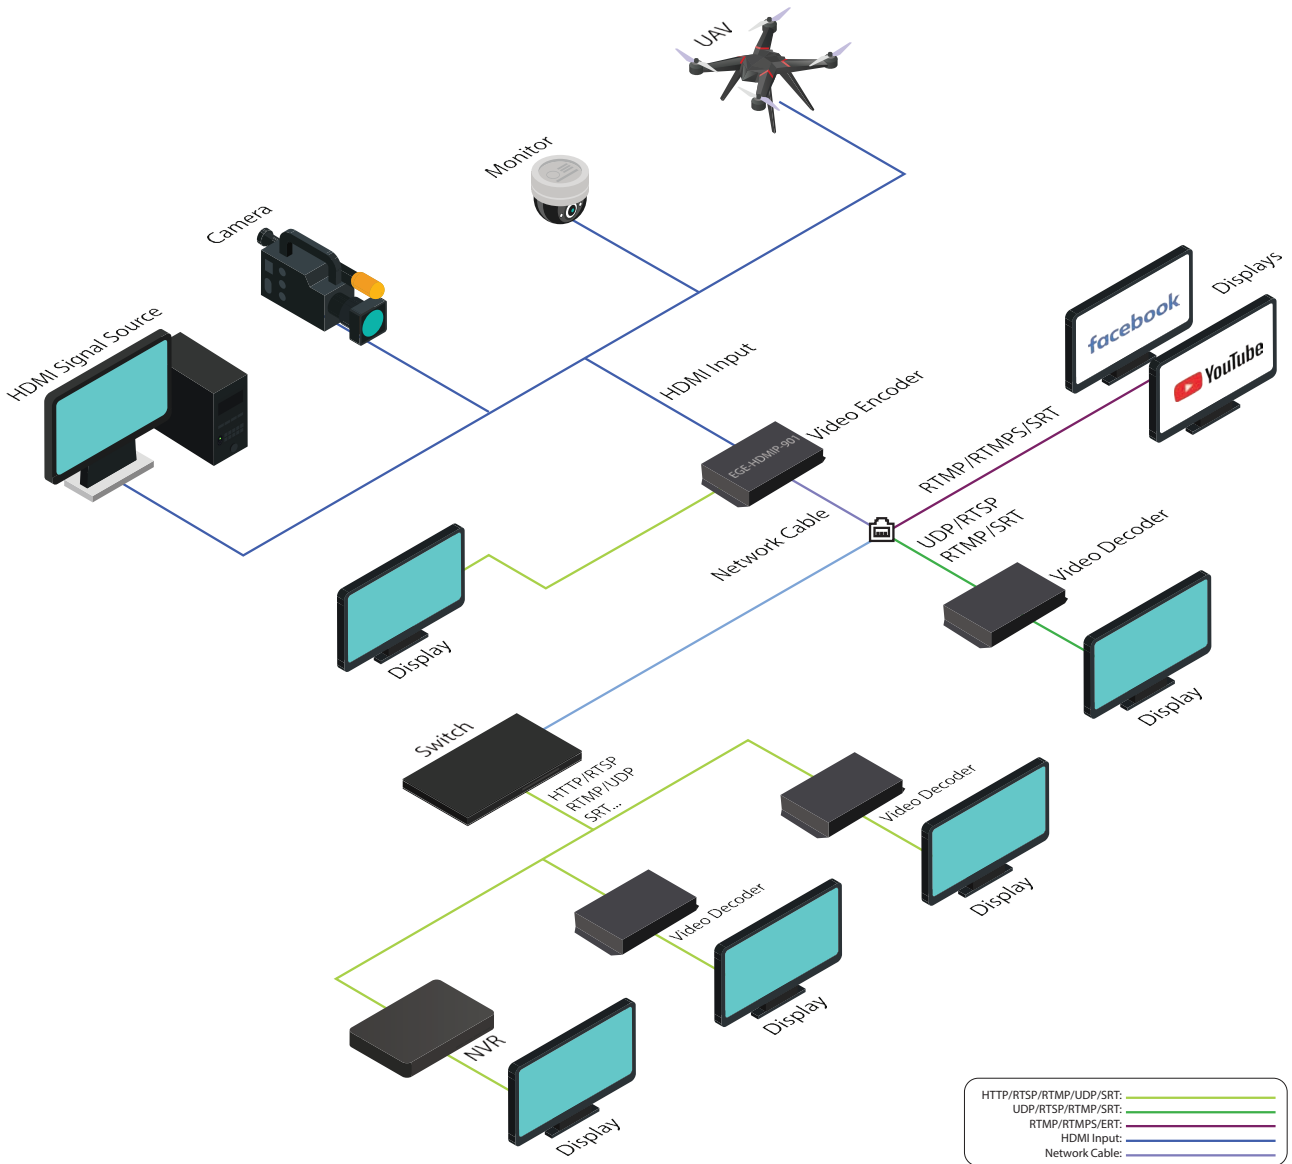 UAV
Monitor
Camera
HDMI Signal Source
Displays
facebook
YouTube
HDMI Input
Video Encoder
EGE-HDMIP-901
RTMP/RTMPS/SRT
Network Cable
UDP/RTSP
RTMP/SRT
Video Decoder
Display
Display
Switch
HTTP/RTSP
RTMP/UDP
SRT...
Video Decoder
Display
Video Decoder
Display
NVR
Display
HTTP/RTSP/RTMP/UDP/SRT:
UDP/RTSP/RTMP/SRT:
RTMP/RTMPS/ERT:
HDMI Input:
Network Cable: